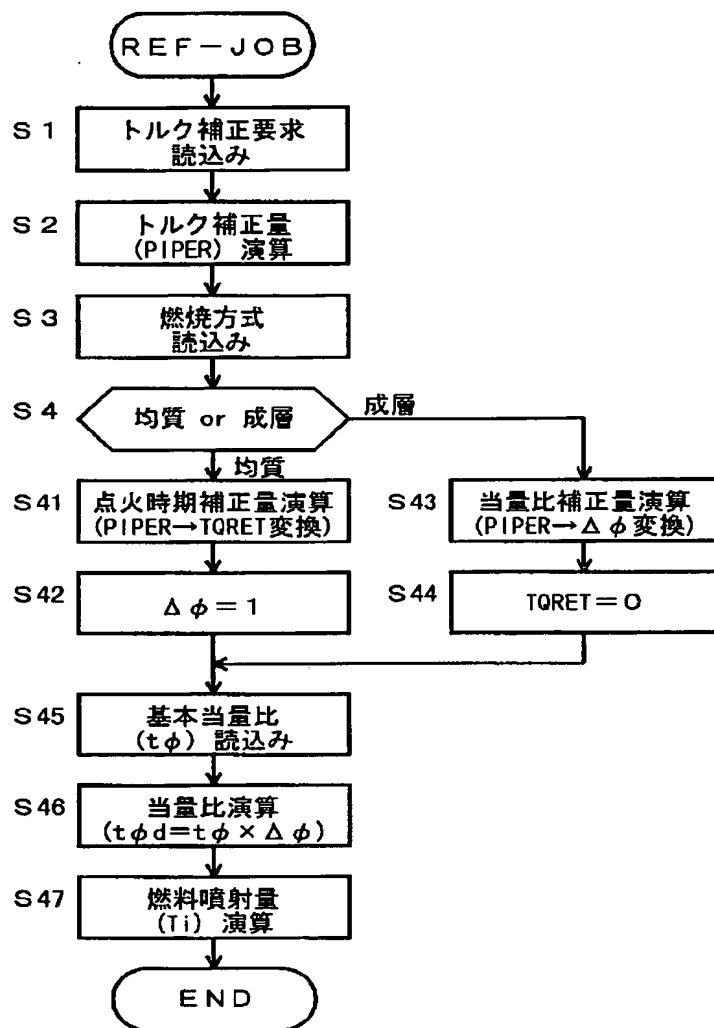 REF-JOB
S1
トルク補正要求
読込み
S2
トルク補正量
(PIPER) 演算
S3
燃焼方式
読込み
S4
均質 or 成層
成層
均質
S41
点火時期補正量演算
(PIPER→TQRET変換)
S43
当量比補正量演算
(PIPER→Δφ変換)
S42
Δφ=1
S44
TQRET=0
S45
基本当量比
(tφ) 読込み
S46
当量比演算
(tφd=tφ×Δφ)
S47
燃料噴射量
(Ti) 演算
END